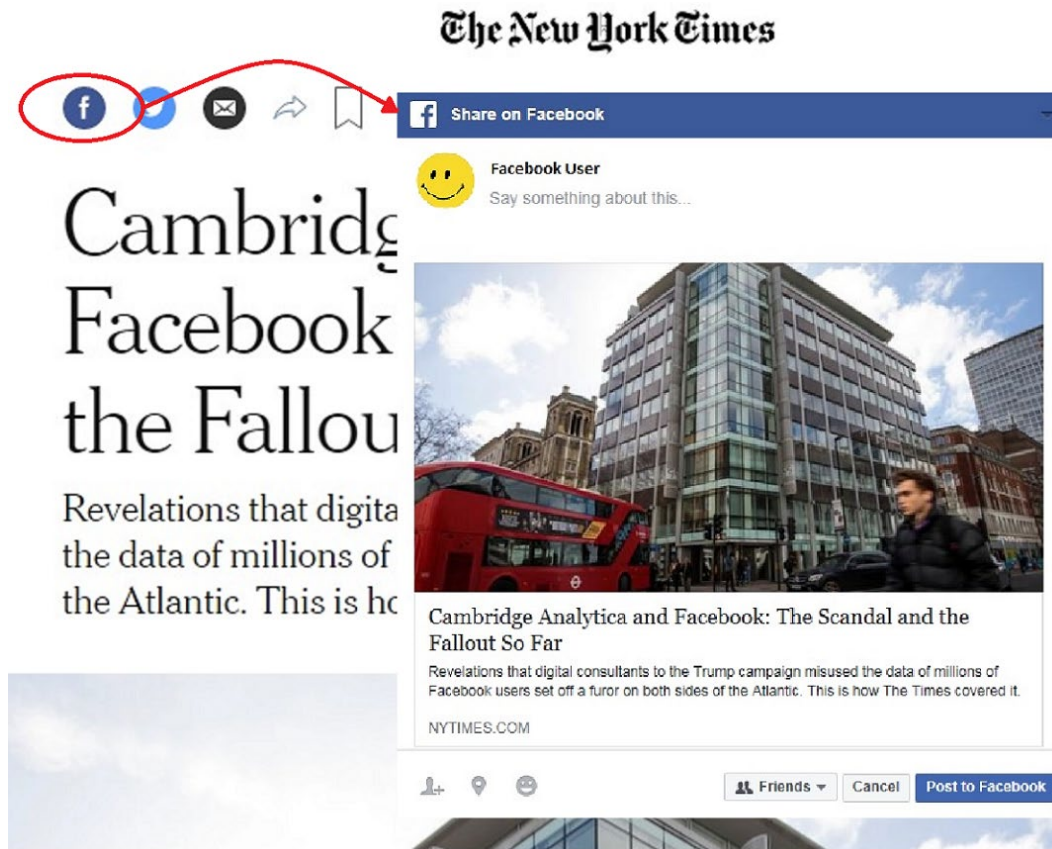 The New York Times
f
f Share on Facebook
Facebook User
Say something about this...
Cambridg
Facebook
the Fallou
Revelations that digita
the data of millions of
the Atlantic. This is ho
Cambridge Analytica and Facebook: The Scandal and the
Fallout So Far
Revelations that digital consultants to the Trump campaign misused the data of millions of
Facebook users set off a furor on both sides of the Atlantic. This is how The Times covered it.
NYTIMES.COM
Friends
Cancel
Post to Facebook